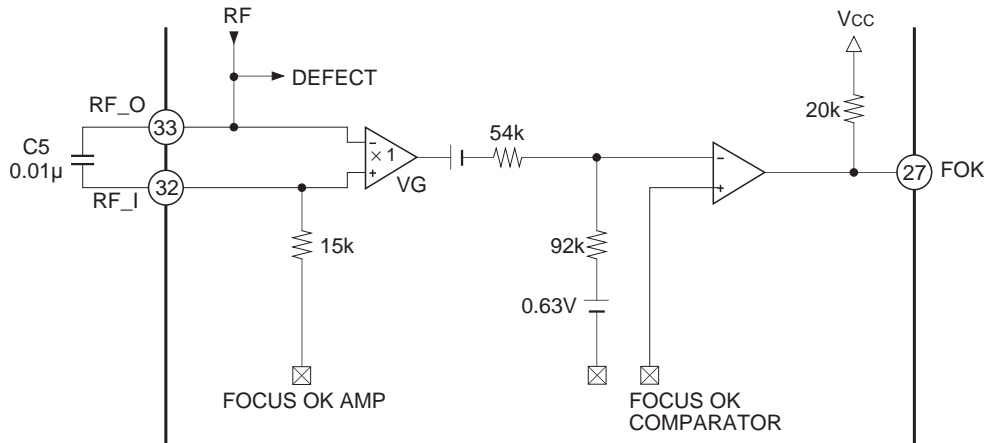 RF
VCC
DEFECT
RF_O
33
C5
0.01µ
54k
20k
−
× 1
+
VG
−
+
27
FOK
32
RF_I
15k
92k
0.63V
FOCUS OK AMP
FOCUS OK
COMPARATOR